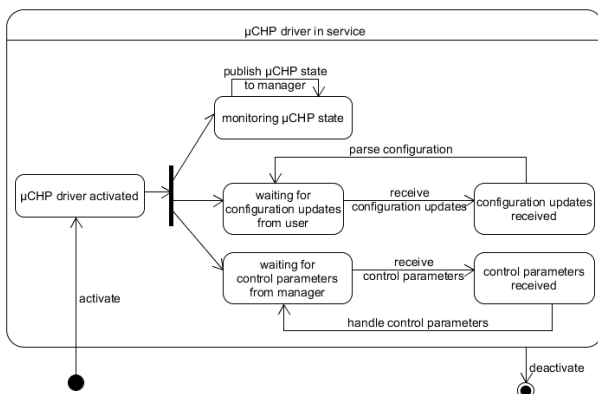 µCHP driver in service
publish µCHP state
to manager
monitoring µCHP state
parse configuration
µCHP driver activated
waiting for
configuration updates
from user
receive
configuration updates
configuration updates
received
waiting for
control parameters
from manager
receive
control parameters
control parameters
received
activate
handle control parameters
deactivate